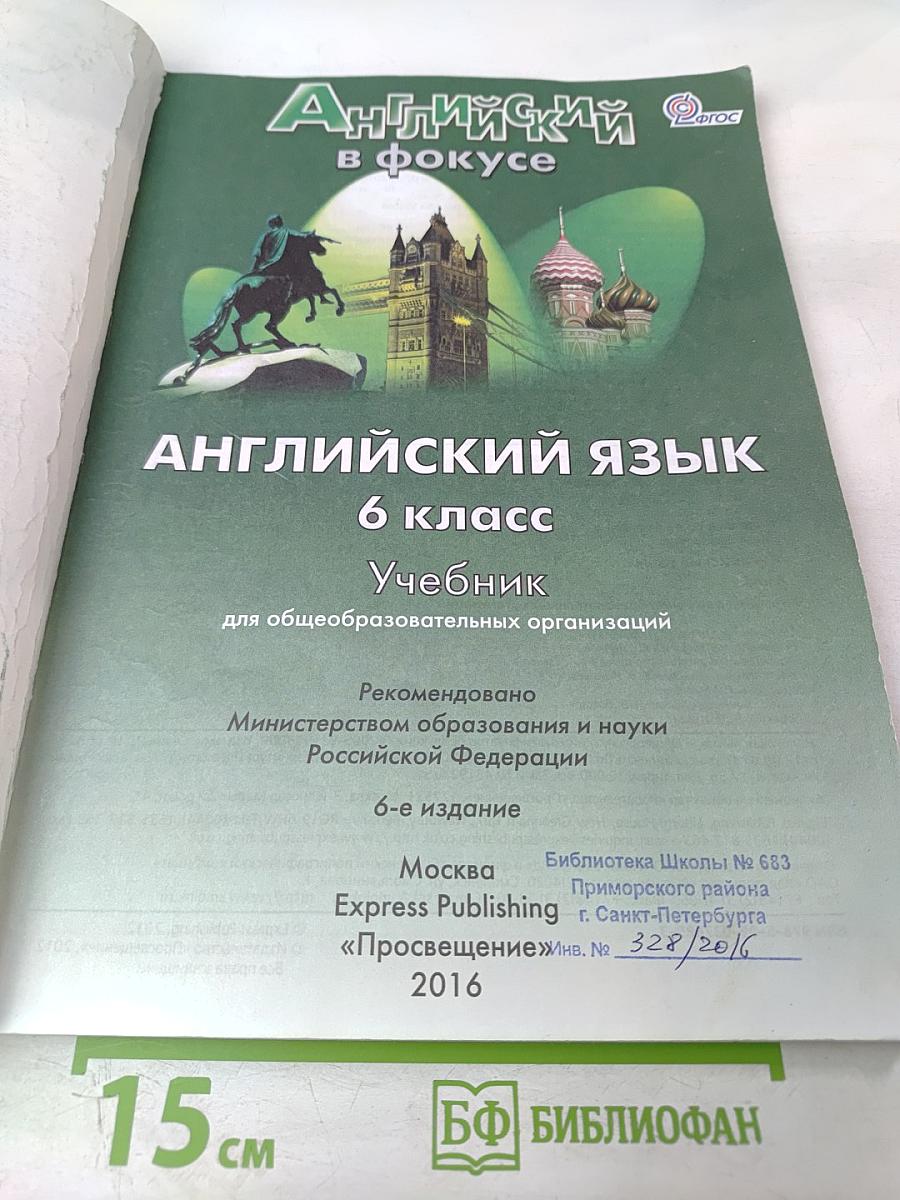 Английский
в фокусе
ФГОС
АНГЛИЙСКИЙ ЯЗЫК
6 класс
Учебник
для общеобразовательных организаций
Рекомендовано
Министерством образования и науки
Российской Федерации
6-е издание
Москва
Express Publishing
«Просвещение»
2016
Библиотека Школы № 683
Приморского района
г. Санкт-Петербурга
Инв. № 328/2016
15 см
БФ БИБЛИОФАН